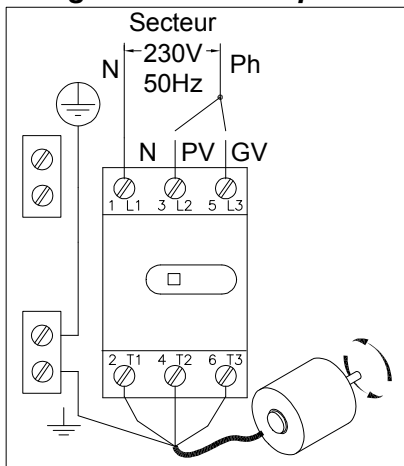 Secteur
N 230V Ph
50Hz
N PV GV
1 L1 3 L2 5 L3
2 T1 4 T2 6 T3